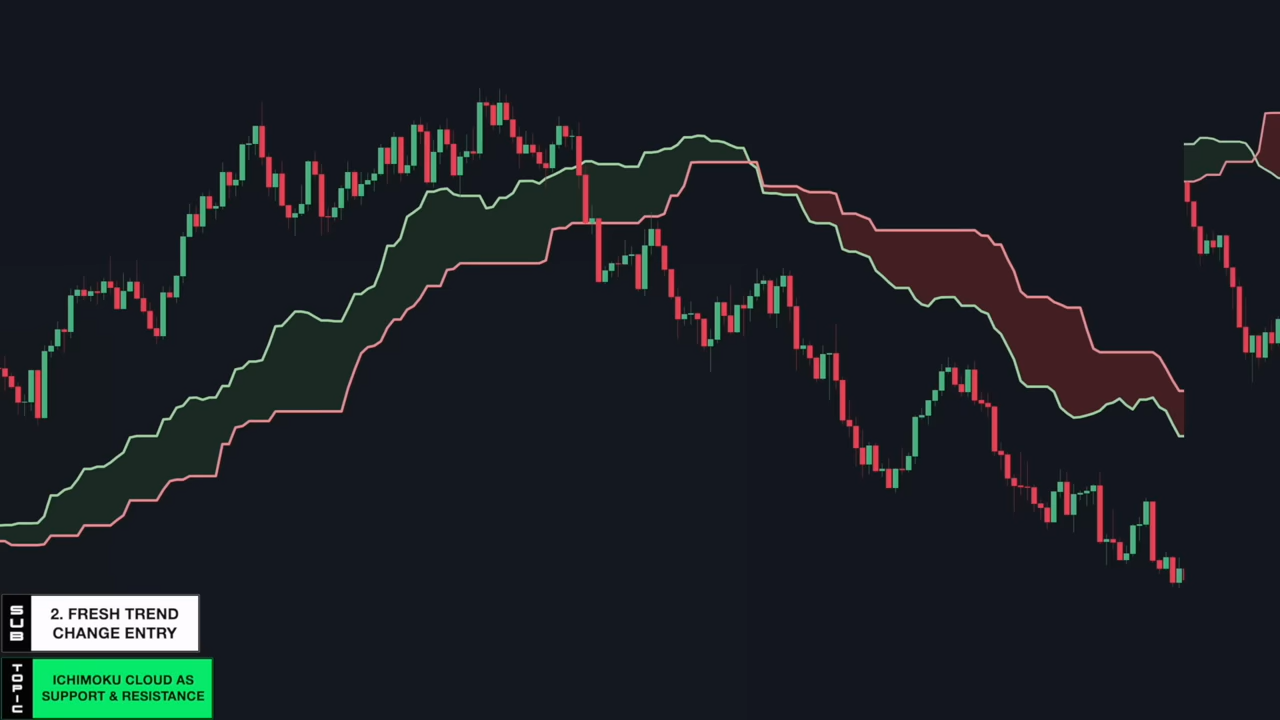 SUB
2. FRESH TREND
CHANGE ENTRY
TOPIC
ICHIMOKU CLOUD AS
SUPPORT & RESISTANCE